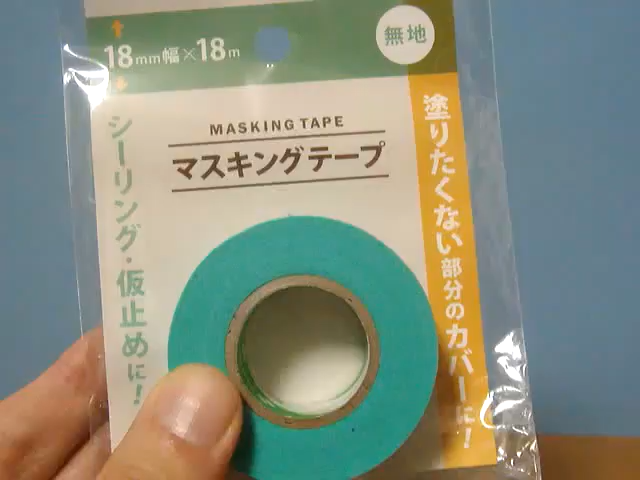 18mm幅×18m
無地
MASKING TAPE
マスキングテープ
シーリング・仮止めに!
塗りたくない部分のカバーに!